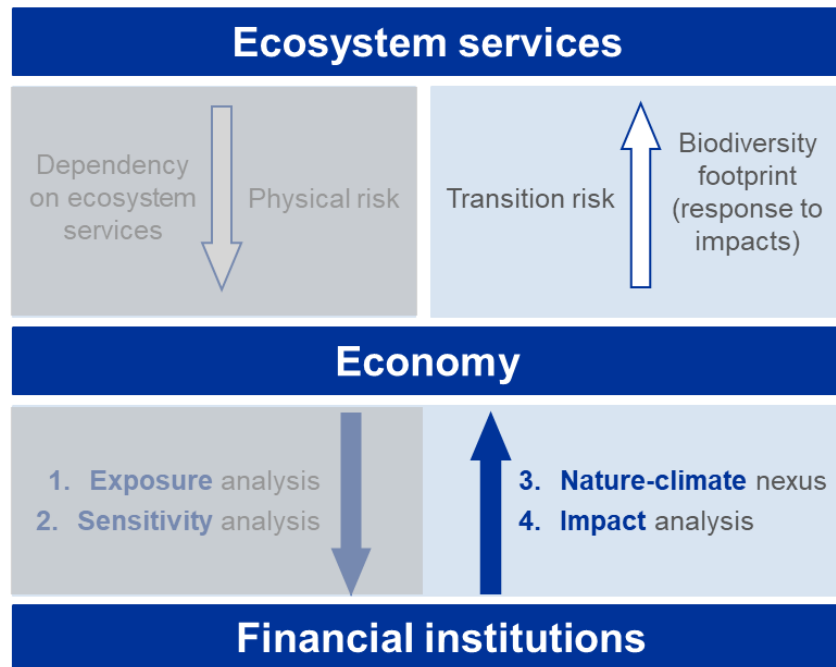 Ecosystem services
Dependency
on ecosystem
services
Physical risk
Transition risk
Biodiversity
footprint
(response to
impacts)
Economy
1. Exposure analysis
2. Sensitivity analysis
3. Nature-climate nexus
4. Impact analysis
Financial institutions